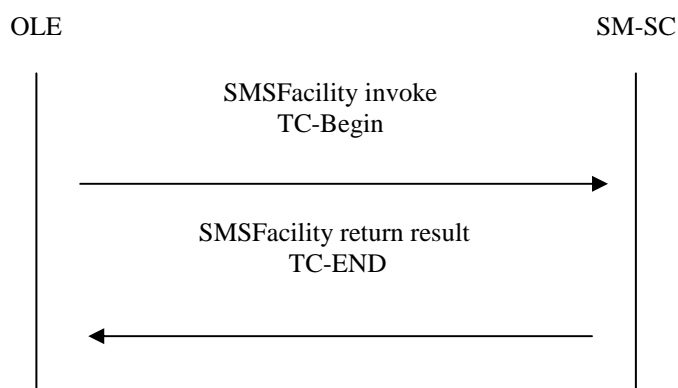 OLE SM-SC
SMSFacility invoke
TC-Begin
SMSFacility return result
TC-END